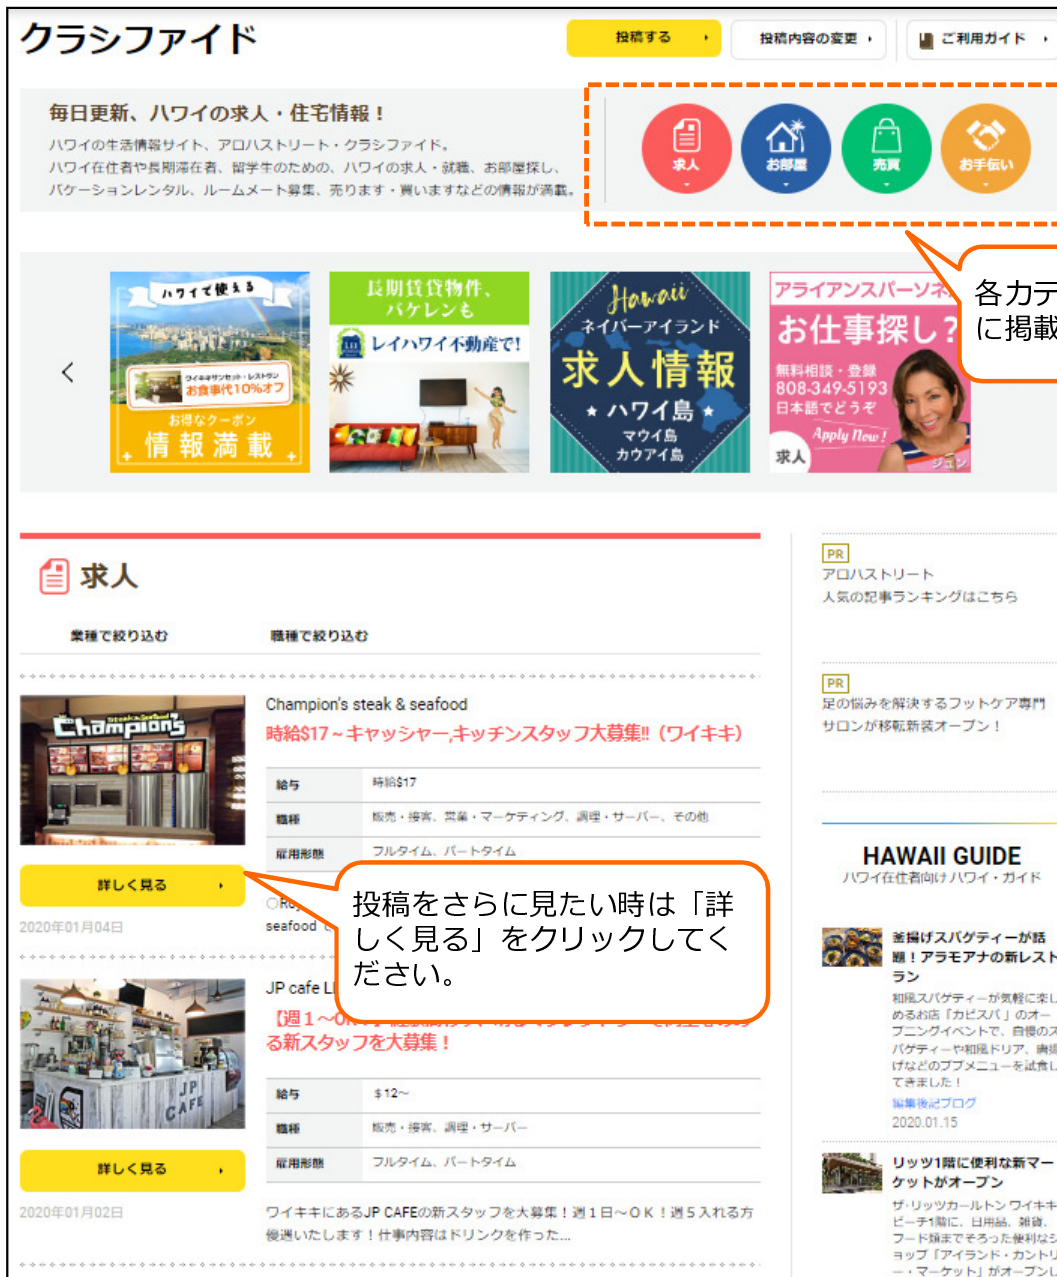 クラシファイド
投稿する
投稿内容の変更
ご利用ガイド
毎日更新、ハワイの求人・住宅情報！
ハワイの生活情報サイト、アロハストリート・クラシファイド。
ハワイ在住者や長期滞在者、留学生のための、ハワイの求人・就職、お部屋探し、
バケーションレンタル、ルームメート募集、売ります・買いますなどの情報が満載。
求人
お部屋
売買
お手伝い
各カテ
に掲載
ハワイで使える
ワイキキサンセット・レストラン
お食事代10%オフ
お得なクーポン
情報満載
長期賃貸物件、
バケレンも
レイハワイ不動産で!
Hawaii
ネイバーアイランド
求人情報
★ ハワイ島 ★
マウイ島
カウアイ島
アライアンスパーソネル
お仕事探し?
無料相談・登録
808-349-5193
日本語でどうぞ
Apply Now!
求人
ジュン
求人
業種で絞り込む
職種で絞り込む
Champion's
Champion's steak & seafood
時給$17～キャッシャー,キッチンスタッフ大募集!!（ワイキキ）
給与 時給$17
職種 販売・接客、営業・マーケティング、調理・サーバー、その他
雇用形態 フルタイム、パートタイム
詳しく見る
2020年01月04日
seafood
投稿をさらに見たい時は「詳
しく見る」をクリックしてく
ださい。
JP cafe
【週１～OK
る新スタッフを大募集！
JP
CAFE
給与 ＄12～
職種 販売・接客、調理・サーバー
雇用形態 フルタイム、パートタイム
詳しく見る
2020年01月02日
ワイキキにあるJP CAFEの新スタッフを大募集！週１日～ＯＫ！週５入れる方
優遇いたします！仕事内容はドリンクを作った...
PR
アロハストリート
人気の記事ランキングはこちら
PR
足の悩みを解決するフットケア専門
サロンが移転新装オープン！
HAWAII GUIDE
ハワイ在住者向けハワイ・ガイド
釜揚げスパゲティーが話
題！アラモアナの新レスト
ラン
和風スパゲティーが気軽に楽し
めるお店「カピスパ」のオー
プニングイベントで、自慢のス
パゲティーや和風ドリア、唐揚
げなどのププメニューを試食し
てきました！
編集後記ブログ
2020.01.15
リッツ1階に便利な新マー
ケットがオープン
ザ・リッツカールトン ワイキキ
ビーチ1階に、日用品、雑貨、
フード類までそろった便利なシ
ョップ「アイランド・カントリ
ー・マーケット」がオープンし